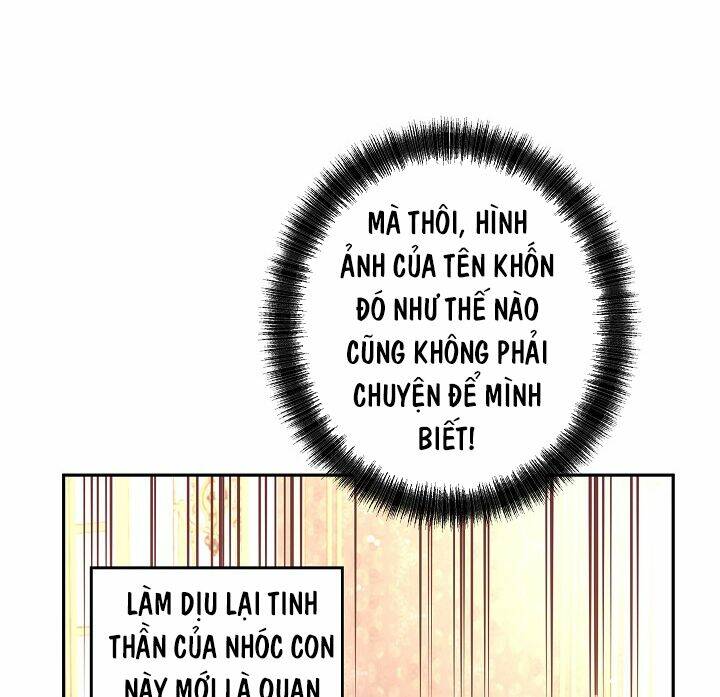 MÀ THÔI, HÌNH
ẢNH CỦA TÊN KHỐN
ĐÓ NHƯ THẾ NÀO
CŨNG KHÔNG PHẢI
CHUYỆN ĐỂ MÌNH
BIẾT!
LÀM DỊU LẠI TINH
THẦN CỦA NHÓC CON
NÀY MỚI LÀ QUAN